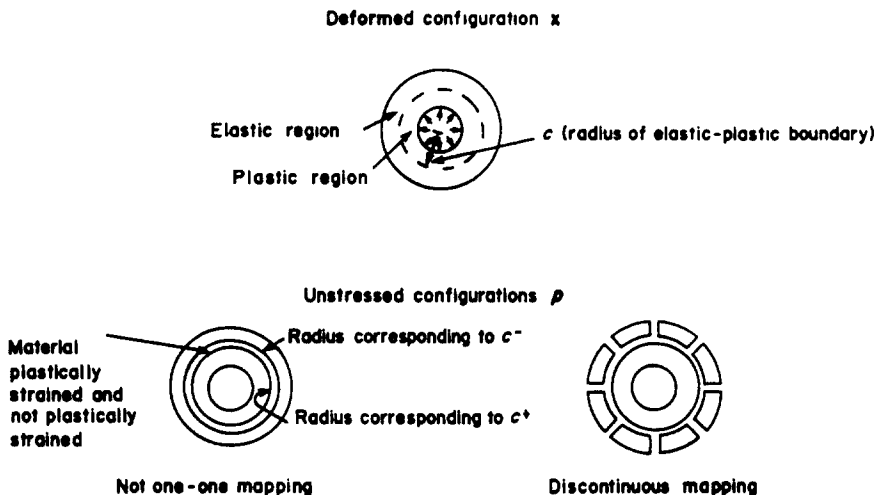 Deformed configuration x
Elastic region
c (radius of elastic-plastic boundary)
Plastic region
Unstressed configurations p
Material
plastically
strained and
not plastically
strained
Radius corresponding to c⁻
Radius corresponding to c⁺
Not one-one mapping
Discontinuous mapping